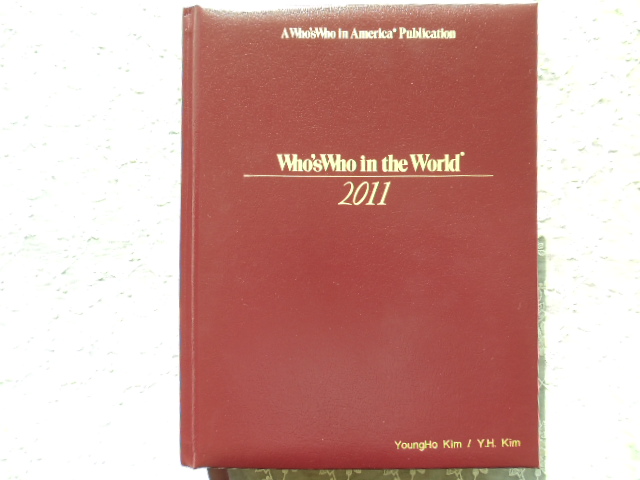 A Who'sWho in America® Publication
Who'sWho in the World®
2011
YoungHo Kim / Y.H. Kim